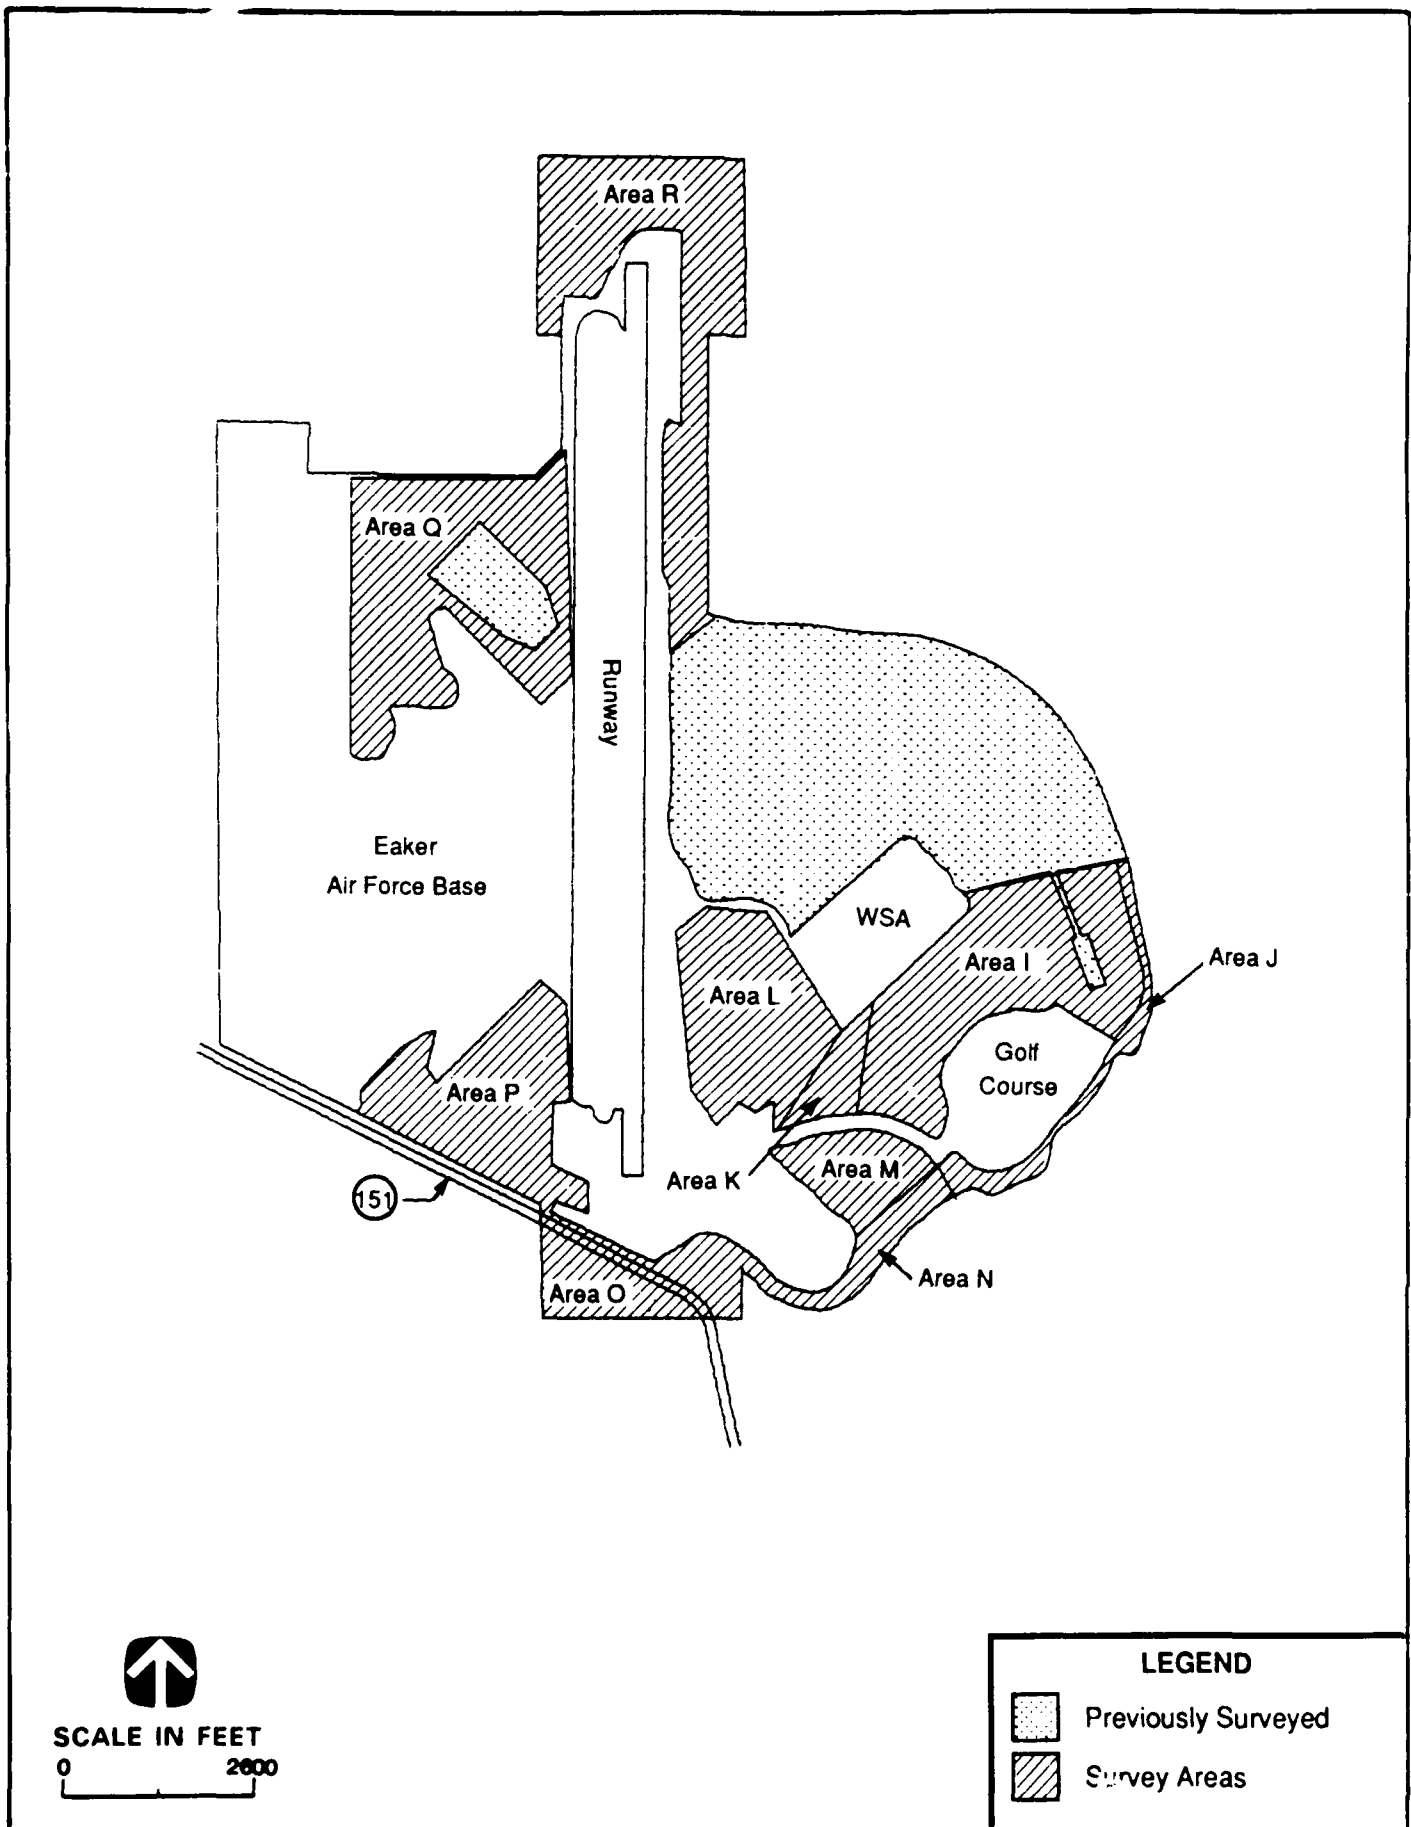 Area R
Area Q
Runway
Eaker
Air Force Base
WSA
Area I
Area J
Area L
Golf
Course
Area P
Area K
Area M
151
Area N
Area O
SCALE IN FEET
0
LEGEND
Previously Surveyed
Survey Areas